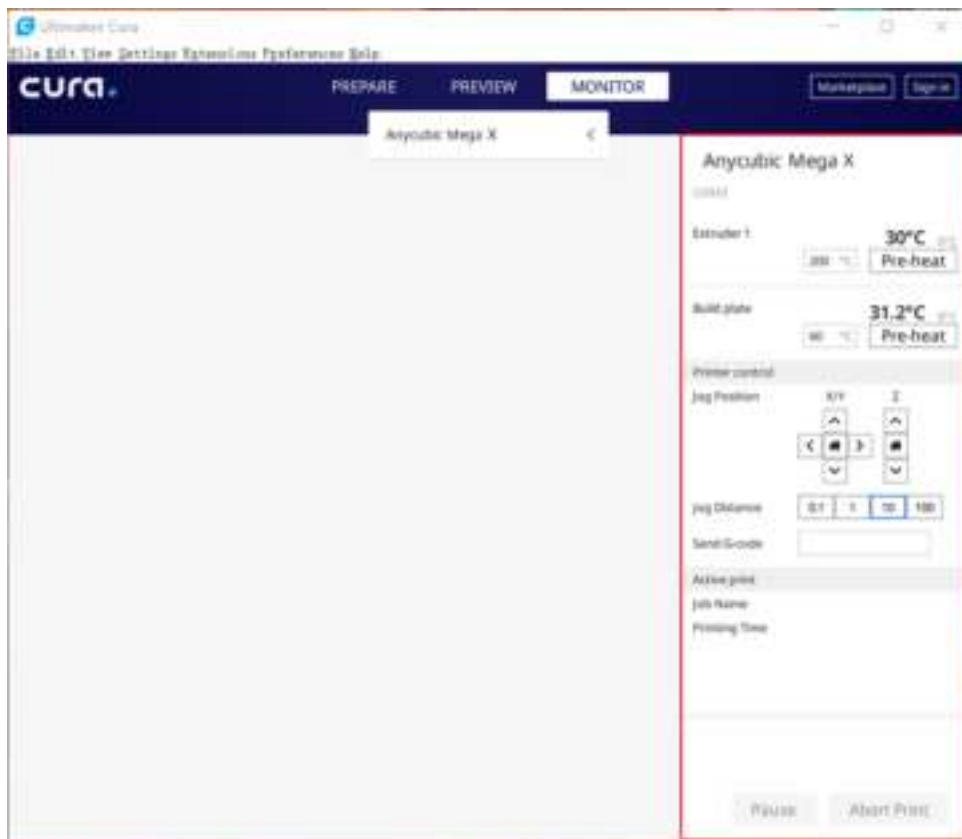 Ultimaker Cura
File Edit View Settings Extensions Preferences Help
cura.
PREPARE PREVIEW MONITOR Marketplace Sign in
Anycubic Mega X
Anycubic Mega X
Extruder 1
30°C
200 °C Pre-heat
Build plate
31.2°C
60 °C Pre-heat
Printer control
Jog Position X/Y Z
Jog Distance 0.1 1 10 100
Send G-code
Active print
Job Name
Printing Time
Pause Abort Print